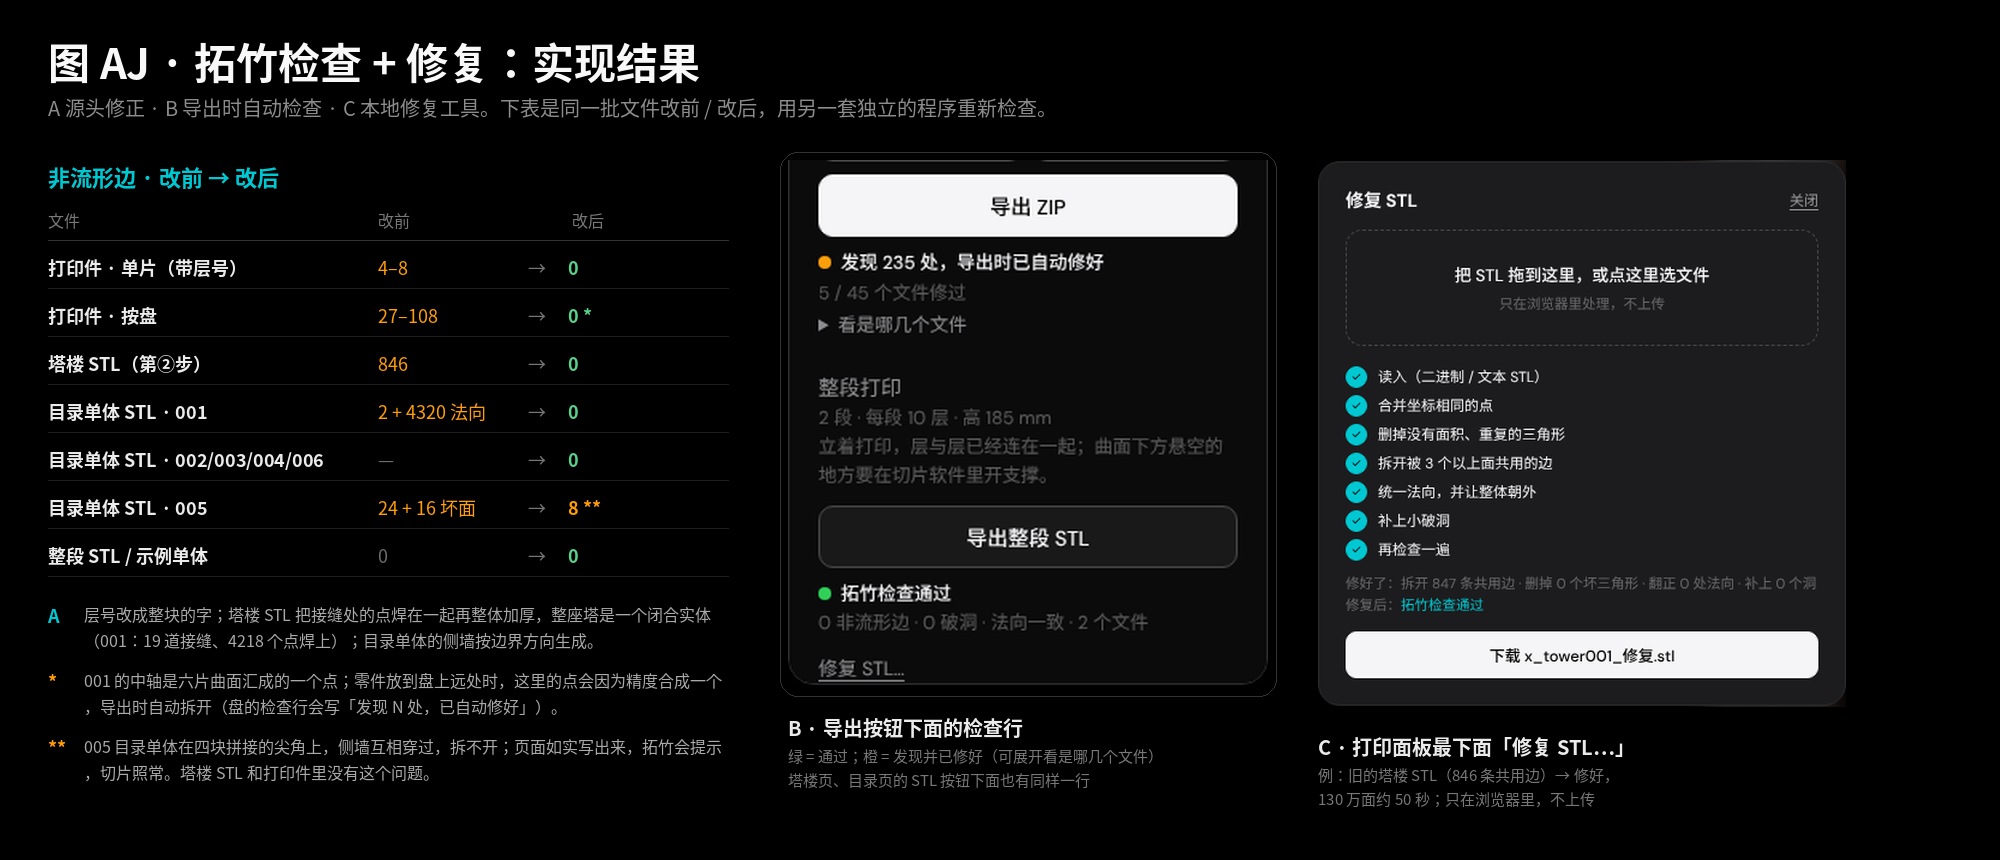 图 AJ · 拓竹检查 + 修复：实现结果
A 源头修正 · B 导出时自动检查 · C 本地修复工具。下表是同一批文件改前 / 改后，用另一套独立的程序重新检查。
非流形边 · 改前 → 改后
文件 改前 改后
打印件 · 单片（带层号） 4–8 → 0
打印件 · 按盘 27–108 → 0 *
塔楼 STL（第②步） 846 → 0
目录单体 STL · 001 2 + 4320 法向 → 0
目录单体 STL · 002/003/004/006 — → 0
目录单体 STL · 005 24 + 16 坏面 → 8 **
整段 STL / 示例单体 0 → 0
A 层号改成整块的字；塔楼 STL 把接缝处的点焊在一起再整体加厚，整座塔是一个闭合实体
（001：19 道接缝、4218 个点焊上）；目录单体的侧墙按边界方向生成。
* 001 的中轴是六片曲面汇成的一个点；零件放到盘上远处时，这里的点会因为精度合成一个
，导出时自动拆开（盘的检查行会写「发现 N 处，已自动修好」）。
** 005 目录单体在四块拼接的尖角上，侧墙互相穿过，拆不开；页面如实写出来，拓竹会提示
，切片照常。塔楼 STL 和打印件里没有这个问题。
导出 ZIP
发现 235 处，导出时已自动修好
5 / 45 个文件修过
▶ 看是哪几个文件
整段打印
2 段 · 每段 10 层 · 高 185 mm
立着打印，层与层已经连在一起；曲面下方悬空的
地方要在切片软件里开支撑。
导出整段 STL
拓竹检查通过
0 非流形边 · 0 破洞 · 法向一致 · 2 个文件
修复 STL…
B · 导出按钮下面的检查行
绿 = 通过；橙 = 发现并已修好（可展开看是哪几个文件）
塔楼页、目录页的 STL 按钮下面也有同样一行
修复 STL 关闭
把 STL 拖到这里，或点这里选文件
只在浏览器里处理，不上传
读入（二进制 / 文本 STL）
合并坐标相同的点
删掉没有面积、重复的三角形
拆开被 3 个以上面共用的边
统一法向，并让整体朝外
补上小破洞
再检查一遍
修好了：拆开 847 条共用边 · 删掉 0 个坏三角形 · 翻正 0 处法向 · 补上 0 个洞
修复后：拓竹检查通过
下载 x_tower001_修复.stl
C · 打印面板最下面「修复 STL…」
例：旧的塔楼 STL（846 条共用边）→ 修好，
130 万面约 50 秒；只在浏览器里，不上传